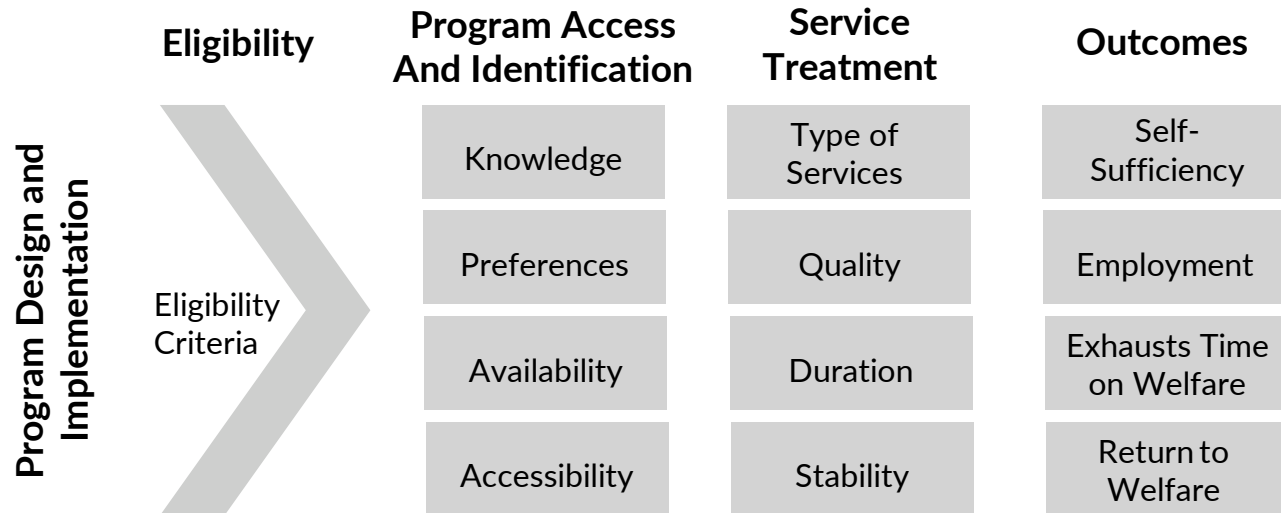 Program Design and
Implementation
Eligibility
Eligibility
Criteria
Program Access
And Identification
Knowledge
Preferences
Availability
Accessibility
Service
Treatment
Type of
Services
Quality
Duration
Stability
Outcomes
Self-
Sufficiency
Employment
Exhausts Time
on Welfare
Return to
Welfare